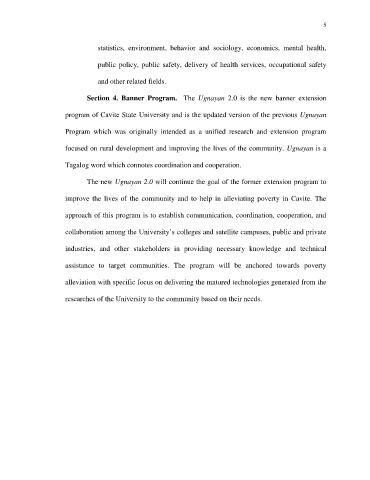 5
statistics, environment, behavior and sociology, economics, mental health,
public policy, public safety, delivery of health services, occupational safety
and other related fields.
Section 4. Banner Program. The Ugnayan 2.0 is the new banner extension
program of Cavite State University and is the updated version of the previous Ugnayan
Program which was originally intended as a unified research and extension program
focused on rural development and improving the lives of the community. Ugnayan is a
Tagalog word which connotes coordination and cooperation.
The new Ugnayan 2.0 will continue the goal of the former extension program to
improve the lives of the community and to help in alleviating poverty in Cavite. The
approach of this program is to establish communication, coordination, cooperation, and
collaboration among the University's colleges and satellite campuses, public and private
industries, and other stakeholders in providing necessary knowledge and technical
assistance to target communities. The program will be anchored towards poverty
alleviation with specific focus on delivering the matured technologies generated from the
researches of the University to the community based on their needs.